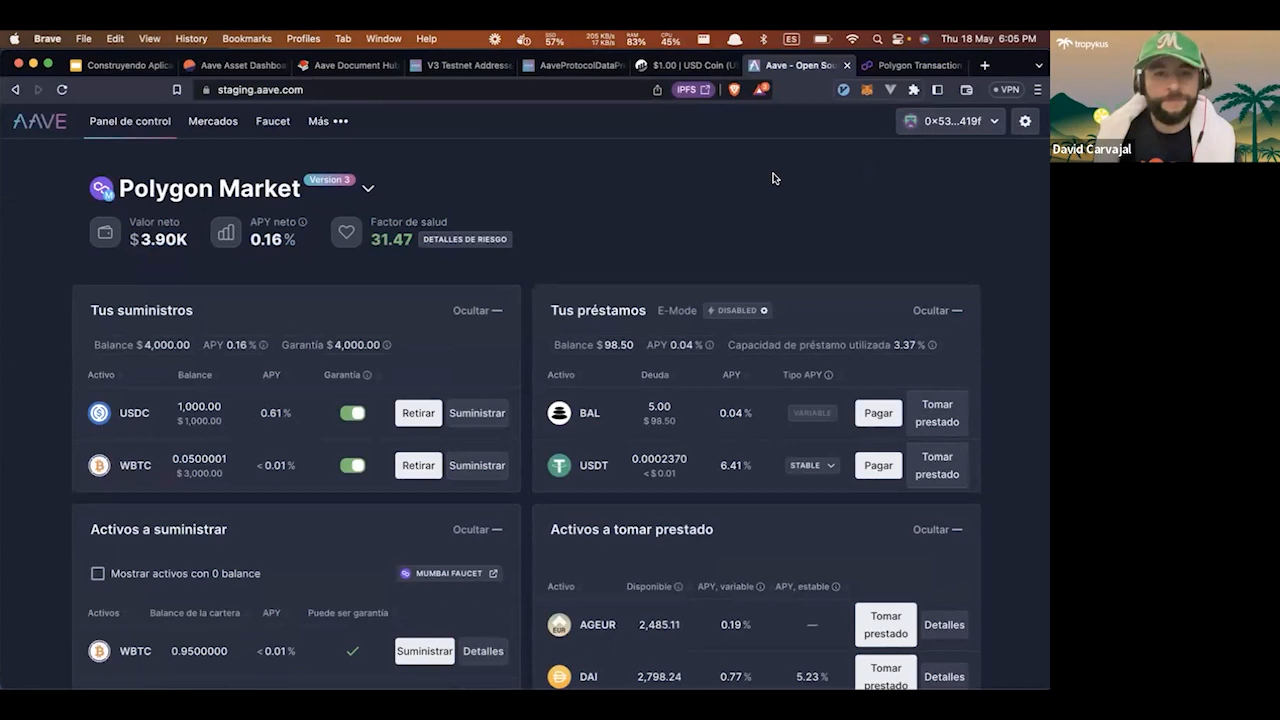 Brave File Edit View History Bookmarks Profiles Tab Window Help
SSD 57% 205 KB/s 17 KB/s RAM 83% CPU 45% ES Thu 18 May 6:05 PM
Construyendo Aplic Aave Asset Dashbo Aave Document Hub V3 Testnet Address AaveProtocolDataPr $1.00 | USD Coin (U Aave - Open Sou Polygon Transaction
staging.aave.com IPFS VPN
AAVE Panel de control Mercados Faucet Más 0x53...419f
tropykus
David Carvajal
Polygon Market Version 3
Valor neto APY neto Factor de salud
$3.90K 0.16% 31.47 DETALLES DE RIESGO
Tus suministros Ocultar
Balance $4,000.00 APY 0.16% Garantía $4,000.00
Activo Balance APY Garantía
USDC 1,000.00 0.61% Retirar Suministrar
$1,000.00
WBTC 0.0500001 <0.01% Retirar Suministrar
$3,000.00
Tus préstamos E-Mode DISABLED Ocultar
Balance $98.50 APY 0.04% Capacidad de préstamo utilizada 3.37%
Activo Deuda APY Tipo APY
BAL 5.00 0.04% VARIABLE Pagar Tomar prestado
$98.50
USDT 0.0002370 6.41% STABLE Pagar Tomar prestado
<$0.01
Activos a suministrar Ocultar
Mostrar activos con 0 balance MUMBAI FAUCET
Activos Balance de la cartera APY Puede ser garantía
WBTC 0.9500000 <0.01% Suministrar Detalles
Activos a tomar prestado Ocultar
Activo Disponible APY, variable APY, estable
AGEUR 2,485.11 0.19% — Tomar prestado Detalles
DAI 2,798.24 0.77% 5.23% Tomar prestado Detalles